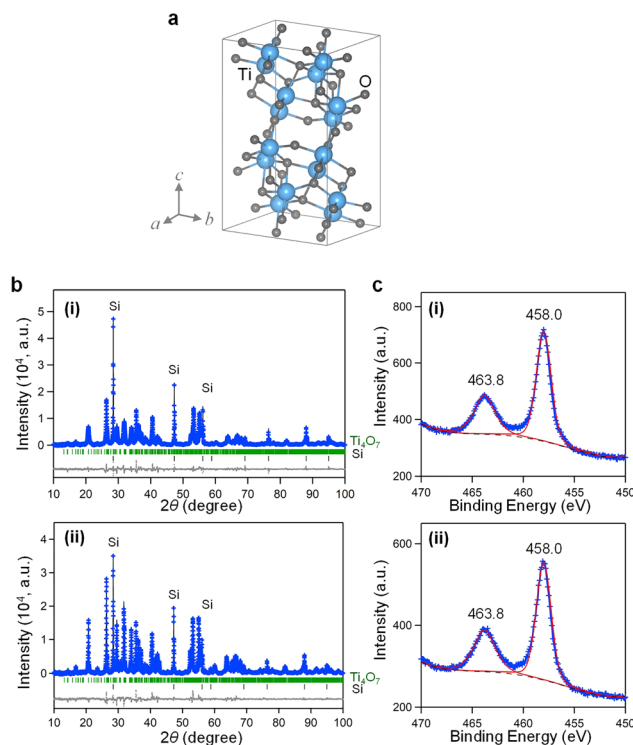 a
Ti
O
c
a
b
b
(i)
Si
Si
Si
5
4
3
2
1
0
Intensity (10⁴, a.u.)
Ti₄O₇
Si
10 20 30 40 50 60 70 80 90 100
2θ (degree)
(ii)
Si
Si
Si
4
3
2
1
0
Intensity (10⁴, a.u.)
Ti₄O₇
Si
10 20 30 40 50 60 70 80 90 100
2θ (degree)
c
(i)
458.0
463.8
800
600
400
200
Intensity (a.u.)
470 465 460 455 450
Binding Energy (eV)
(ii)
458.0
463.8
600
400
200
Intensity (a.u.)
470 465 460 455 450
Binding Energy (eV)